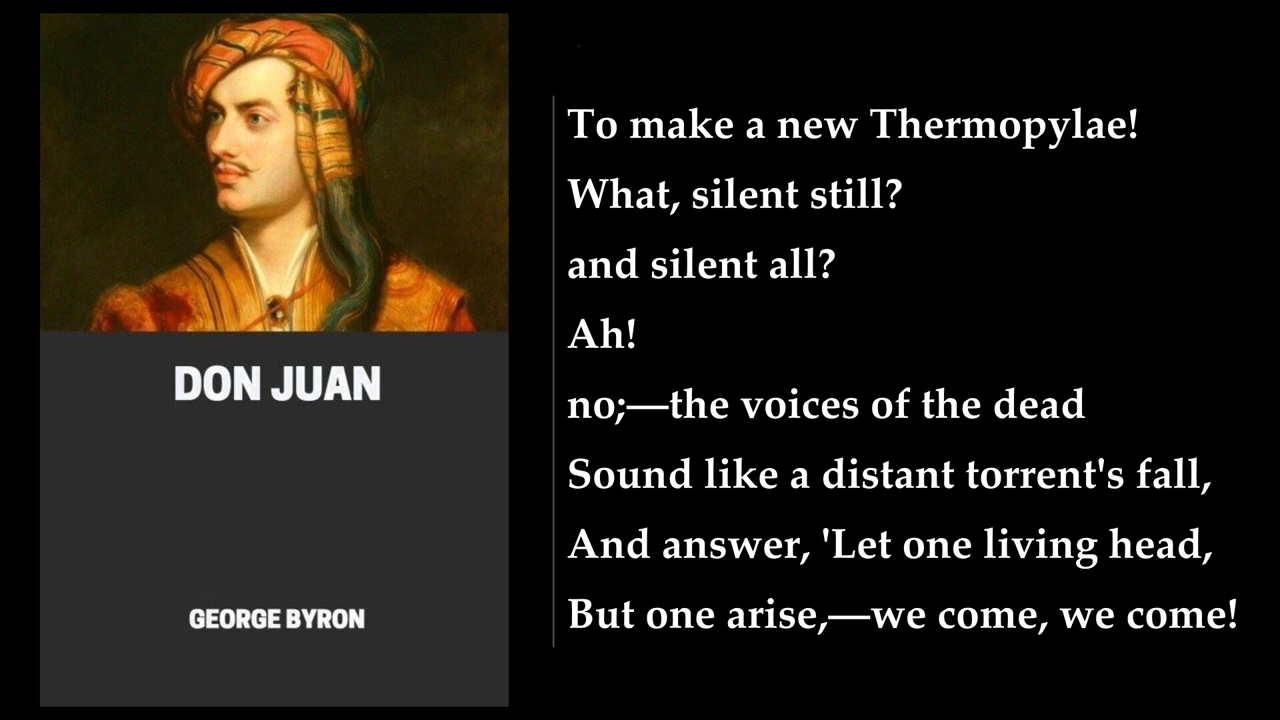 DON JUAN
GEORGE BYRON
To make a new Thermopylae!
What, silent still?
and silent all?
Ah!
no;—the voices of the dead
Sound like a distant torrent's fall,
And answer, 'Let one living head,
But one arise,—we come, we come!